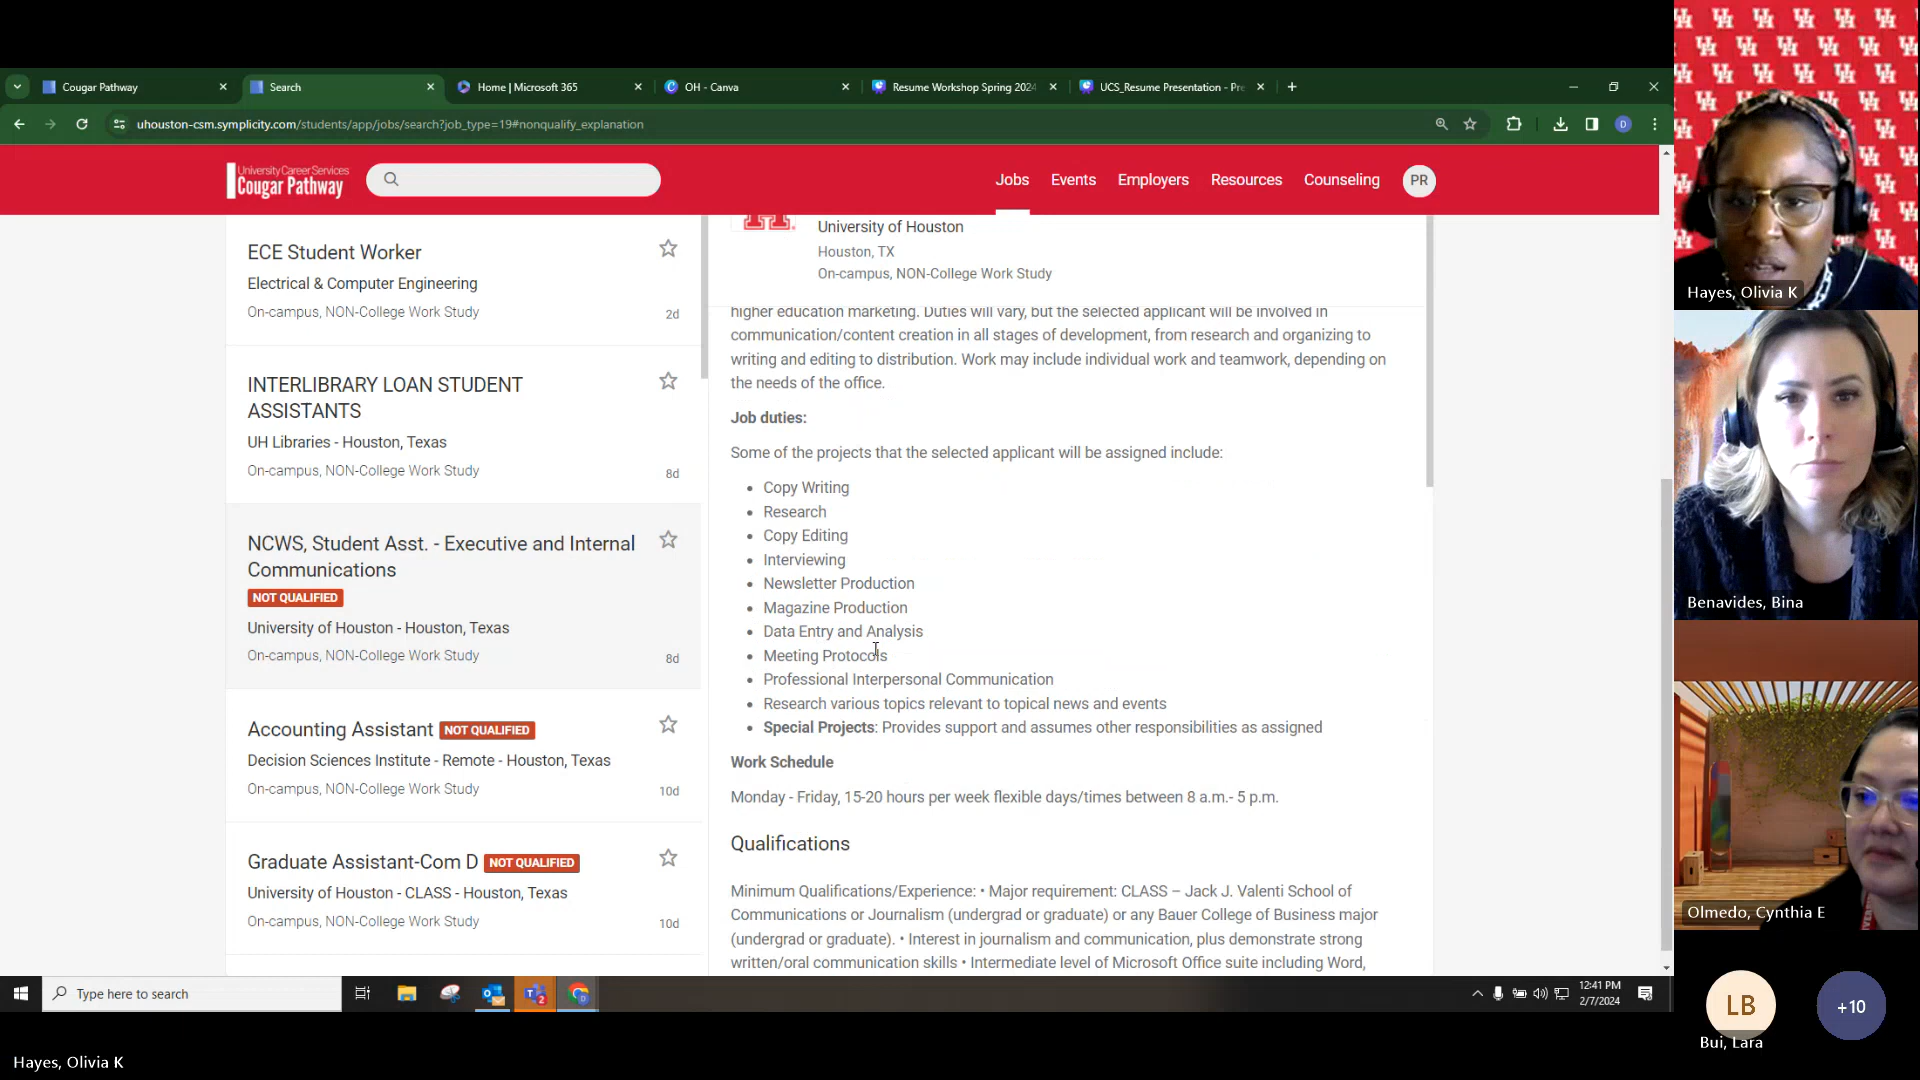 Cougar Pathway
Search
Home | Microsoft 365
OH - Canva
Resume Workshop Spring 2024
UCS_Resume Presentation - Pre
uhouston-csm.symplicity.com/students/app/jobs/search?job_type=19#nonqualify_explanation
D
University Career Services
Cougar Pathway
Jobs
Events
Employers
Resources
Counseling
PR
ECE Student Worker
Electrical & Computer Engineering
On-campus, NON-College Work Study
2d
INTERLIBRARY LOAN STUDENT
ASSISTANTS
UH Libraries - Houston, Texas
On-campus, NON-College Work Study
8d
NCWS, Student Asst. - Executive and Internal
Communications
NOT QUALIFIED
University of Houston - Houston, Texas
On-campus, NON-College Work Study
8d
Accounting Assistant NOT QUALIFIED
Decision Sciences Institute - Remote - Houston, Texas
On-campus, NON-College Work Study
10d
Graduate Assistant-Com D NOT QUALIFIED
University of Houston - CLASS - Houston, Texas
On-campus, NON-College Work Study
10d
University of Houston
Houston, TX
On-campus, NON-College Work Study
higher education marketing. Duties will vary, but the selected applicant will be involved in
communication/content creation in all stages of development, from research and organizing to
writing and editing to distribution. Work may include individual work and teamwork, depending on
the needs of the office.
Job duties:
Some of the projects that the selected applicant will be assigned include:
• Copy Writing
• Research
• Copy Editing
• Interviewing
• Newsletter Production
• Magazine Production
• Data Entry and Analysis
• Meeting Protocols
• Professional Interpersonal Communication
• Research various topics relevant to topical news and events
• Special Projects: Provides support and assumes other responsibilities as assigned
Work Schedule
Monday - Friday, 15-20 hours per week flexible days/times between 8 a.m.- 5 p.m.
Qualifications
Minimum Qualifications/Experience: • Major requirement: CLASS – Jack J. Valenti School of
Communications or Journalism (undergrad or graduate) or any Bauer College of Business major
(undergrad or graduate). • Interest in journalism and communication, plus demonstrate strong
written/oral communication skills • Intermediate level of Microsoft Office suite including Word,
Type here to search
12:41 PM
2/7/2024
Hayes, Olivia K
Hayes, Olivia K
Benavides, Bina
Olmedo, Cynthia E
LB
Bui, Lara
+10